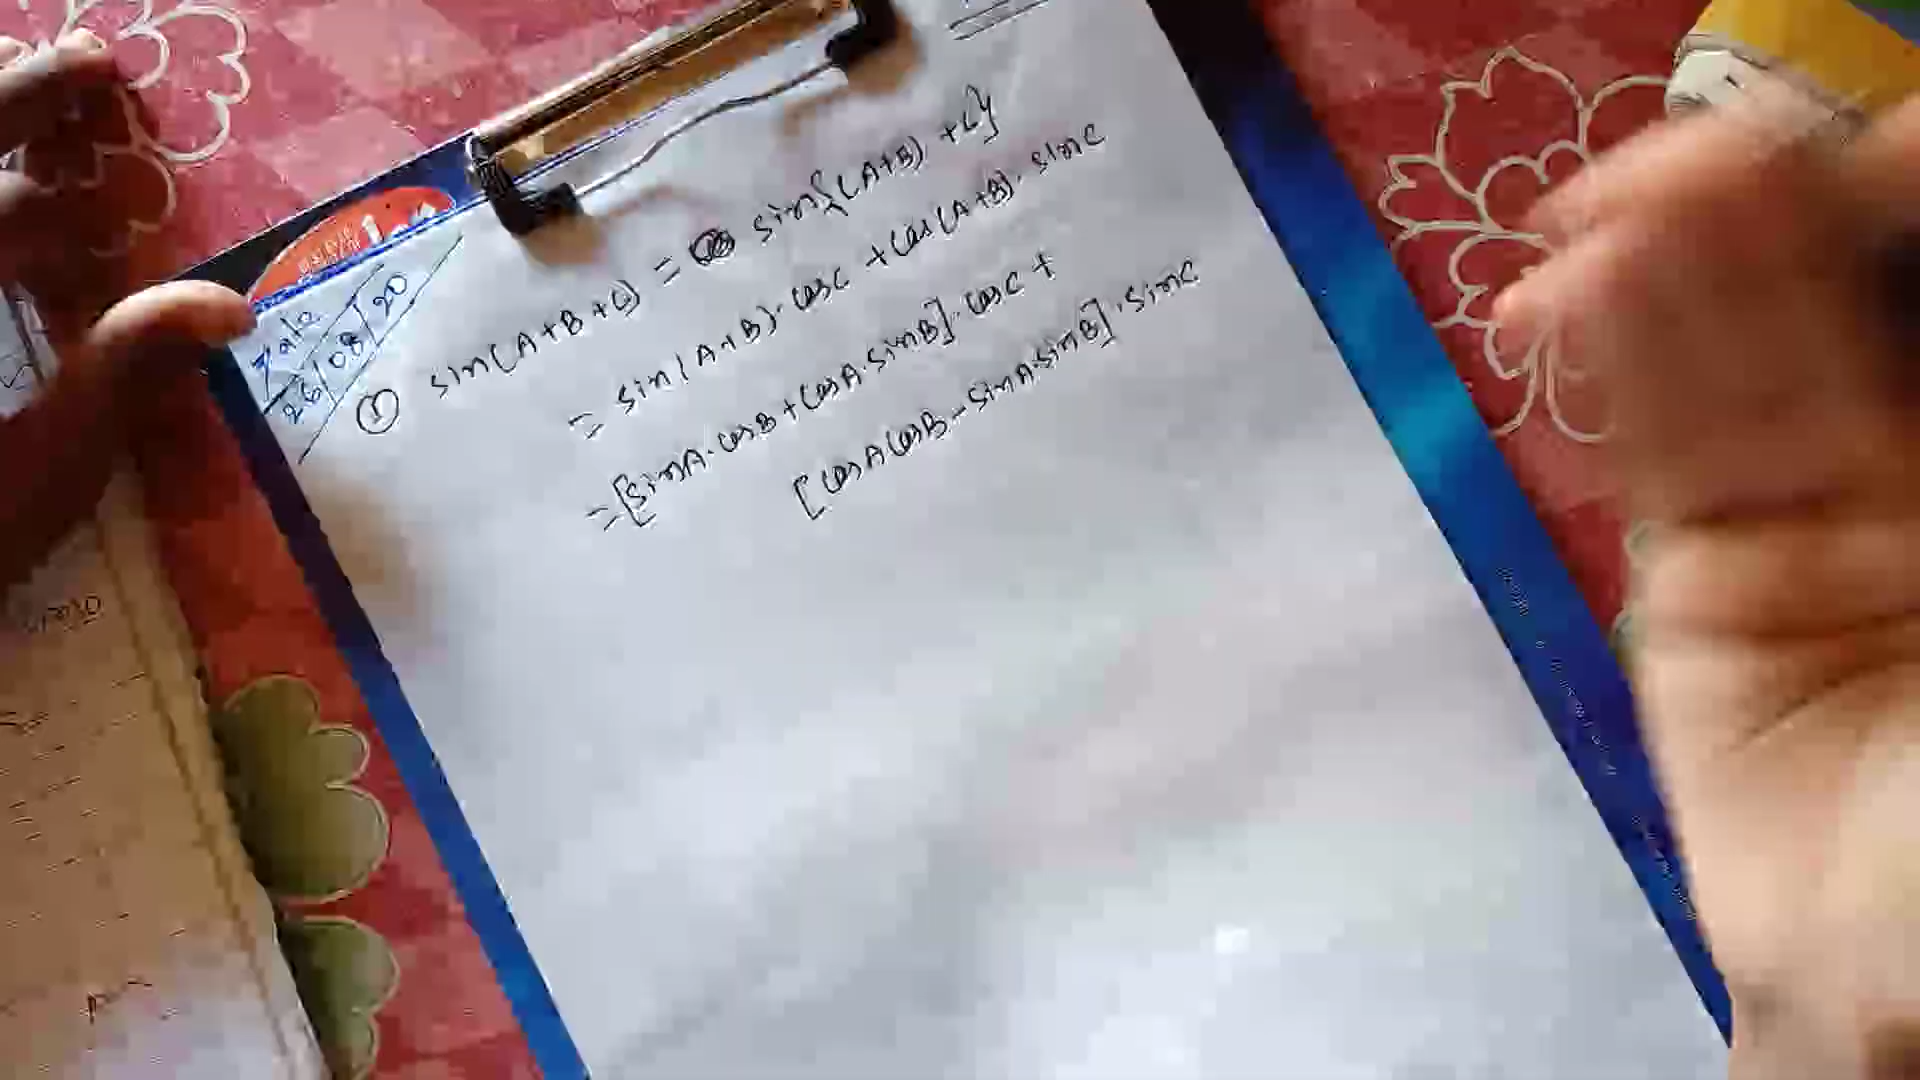 Date
26/08/20
① sin(A+B+C) = sin{(A+B)+C}
= sin(A+B). cosC + cos(A+B). sinC
=[sinA. cosB + cosA. sinB]. cosC +
[cosA cosB - sinA. sinB]. sinC